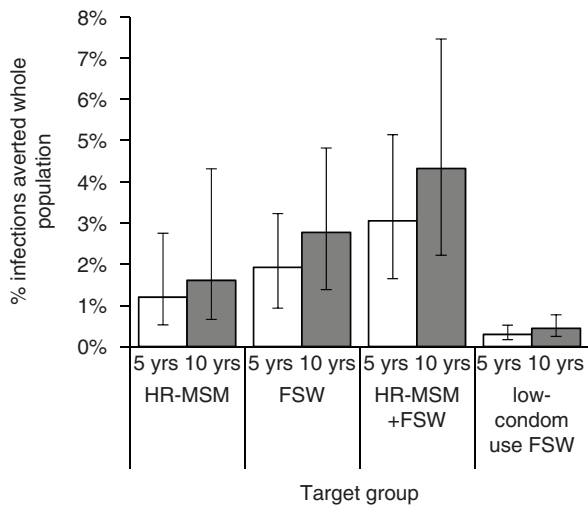 % infections averted whole
population
8%
7%
6%
5%
4%
3%
2%
1%
0%
5 yrs 10 yrs 5 yrs 10 yrs 5 yrs 10 yrs 5 yrs 10 yrs
HR-MSM
FSW
HR-MSM
+FSW
low-
condom
use FSW
Target group